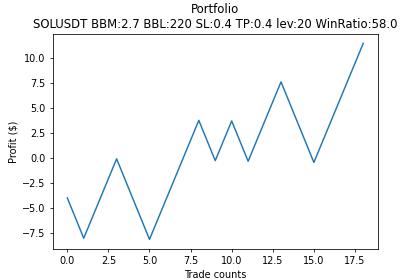 Portfolio
SOLUSDT BBM:2.7 BBL:220 SL:0.4 TP:0.4 lev:20 WinRatio:58.0
10.0
7.5
5.0
2.5
0.0
−2.5
−5.0
−7.5
Profit ($)
0.0 2.5 5.0 7.5 10.0 12.5 15.0 17.5
Trade counts